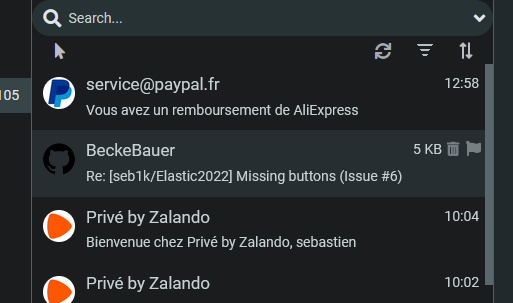 Search...
105
service@paypal.fr 12:58
Vous avez un remboursement de AliExpress
BeckeBauer 5 KB
Re: [seb1k/Elastic2022] Missing buttons (Issue #6)
Privé by Zalando 10:04
Bienvenue chez Privé by Zalando, sebastien
Privé by Zalando 10:02